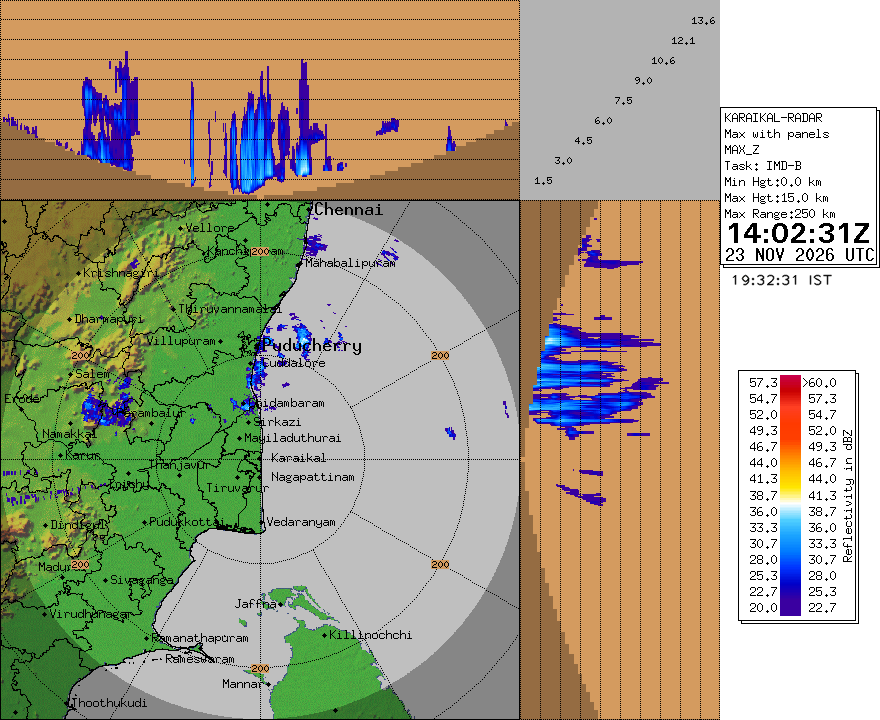 13.6
12.1
10.6
9.0
7.5
6.0
4.5
3.0
1.5
KARAIKAL-RADAR
Max with panels
MAX_Z
Task: IMD-B
Min Hgt:0.0 km
Max Hgt:15.0 km
Max Range:250 km
14:02:31Z
23 NOV 2026 UTC
19:32:31 IST
Chennai
Vellore
200
Mahabalipuram
Krishnagiri
Thiruvannamalai
Dharmapuri
Villupuram
Pyducherry
200
200
Cuddalore
Salem
Erode
Chidambaram
Sirkazi
Namakkal
Mayiladuthurai
Karur
Karaikal
Thanjavur
Nagapattinam
Tiruvarur
Dindigul
Pudukkottai
Vedaranyam
200
200
Sivaganga
Jaffna
Virudhunagar
Ramanathapuram
Killinochchi
Rameswaram
200
Mannar
Thoothukudi
57.3 >60.0
54.7 57.3
52.0 54.7
49.3 52.0
46.7 49.3
44.0 46.7
41.3 44.0
38.7 41.3
36.0 38.7
33.3 36.0
30.7 33.3
28.0 30.7
25.3 28.0
22.7 25.3
20.0 22.7
Reflectivity in dBZ